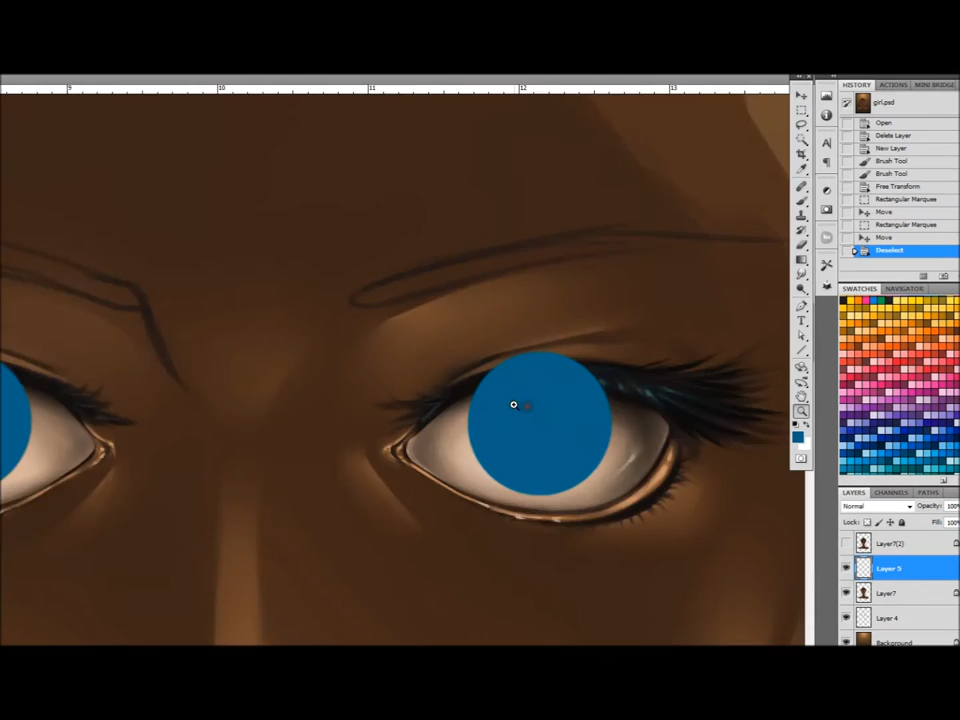 9 10 11 12 13
HISTORY ACTIONS MINI BRIDGE
girl.psd
Open
Delete Layer
New Layer
Brush Tool
Brush Tool
Free Transform
Rectangular Marquee
Move
Rectangular Marquee
Move
Deselect
SWATCHES NAVIGATOR
LAYERS CHANNELS PATHS
Normal Opacity: 100%
Lock: Fill: 100%
Layer7(2)
Layer 5
Layer7
Layer 4
Background